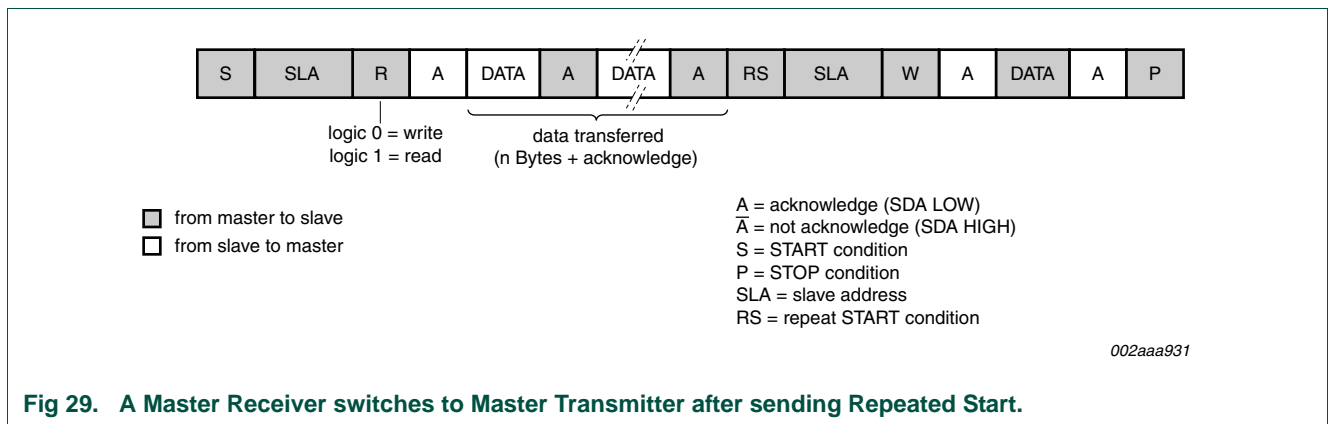 S SLA R A DATA A DATA A RS SLA W A DATA A P
logic 0 = write
logic 1 = read
data transferred
(n Bytes + acknowledge)
from master to slave
from slave to master
A = acknowledge (SDA LOW)
A̅ = not acknowledge (SDA HIGH)
S = START condition
P = STOP condition
SLA = slave address
RS = repeat START condition
002aaa931
Fig 29. A Master Receiver switches to Master Transmitter after sending Repeated Start.